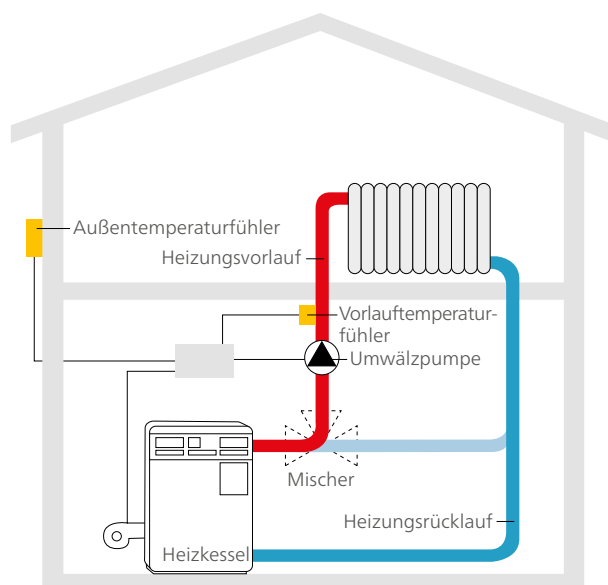 Außentemperaturfühler
Heizungsvorlauf
Vorlauftemperatur-
fühler
Umwälzpumpe
Mischer
Heizungsrücklauf
Heizkessel